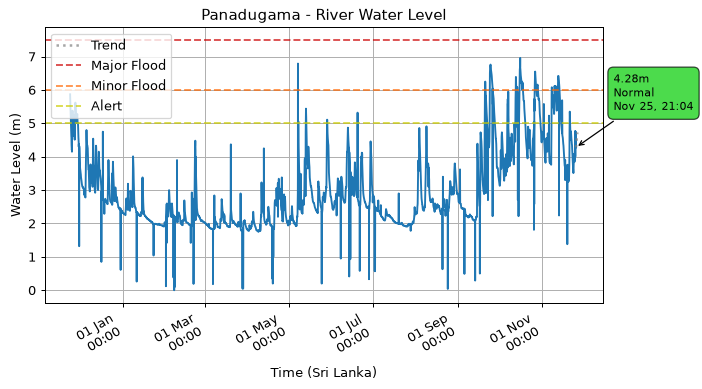 Panadugama - River Water Level
Trend
Major Flood
Minor Flood
Alert
4.28m
Normal
Nov 25, 21:04
Water Level (m)
7
6
5
4
3
2
1
0
01 Jan
00:00
01 Mar
00:00
01 May
00:00
01 Jul
00:00
01 Sep
00:00
01 Nov
00:00
Time (Sri Lanka)